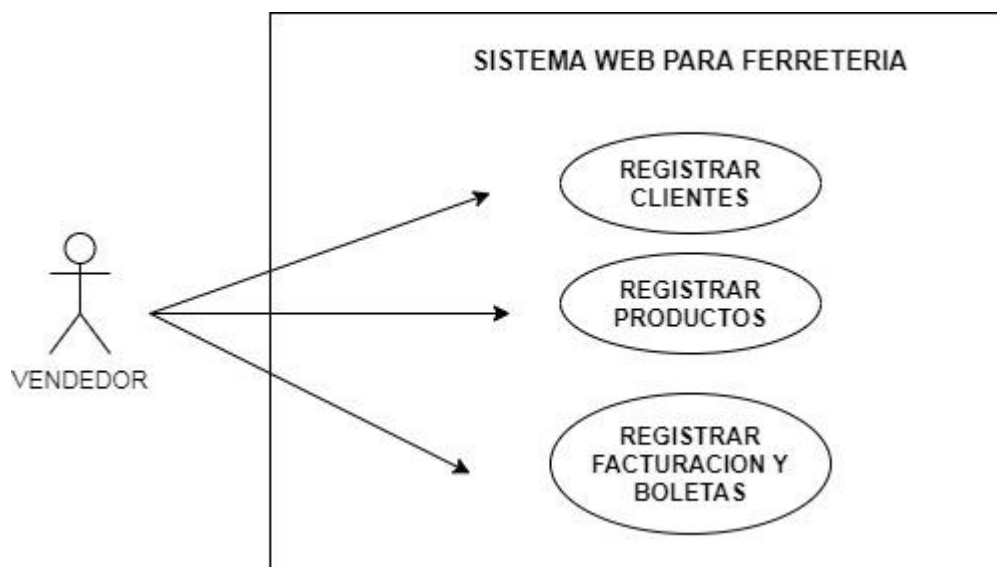 SISTEMA WEB PARA FERRETERIA
REGISTRAR
CLIENTES
REGISTRAR
PRODUCTOS
VENDEDOR
REGISTRAR
FACTURACION Y
BOLETAS